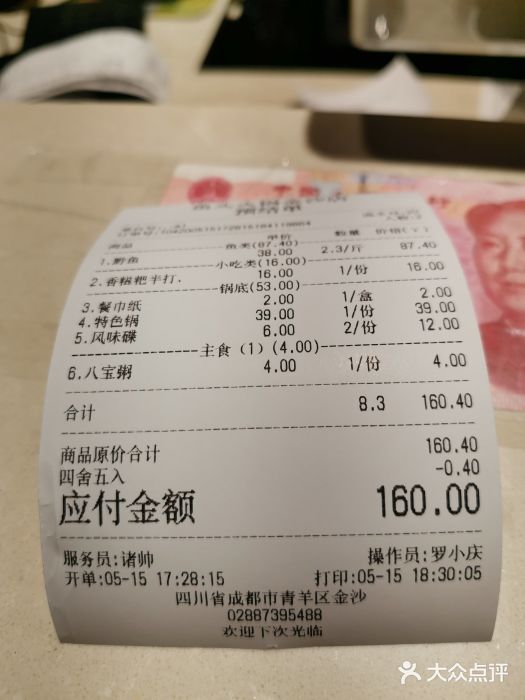 预结单
商品 单价 数量 价格(￥)
鱼类(87.40)
1.黔鱼 38.00 2.3/斤 87.40
小吃类(16.00)
2.香糍粑半打、 16.00 1/份 16.00
锅底(53.00)
3.餐巾纸 2.00 1/盒 2.00
4.特色锅 39.00 1/份 39.00
5.风味碟 6.00 2/份 12.00
主食(1)(4.00)
6.八宝粥 4.00 1/份 4.00
合计 8.3 160.40
商品原价合计 160.40
四舍五入 -0.40
应付金额 160.00
服务员:诸帅 操作员:罗小庆
开单:05-15 17:28:15 打印:05-15 18:30:05
四川省成都市青羊区金沙
02887395488
欢迎下次光临
大众点评